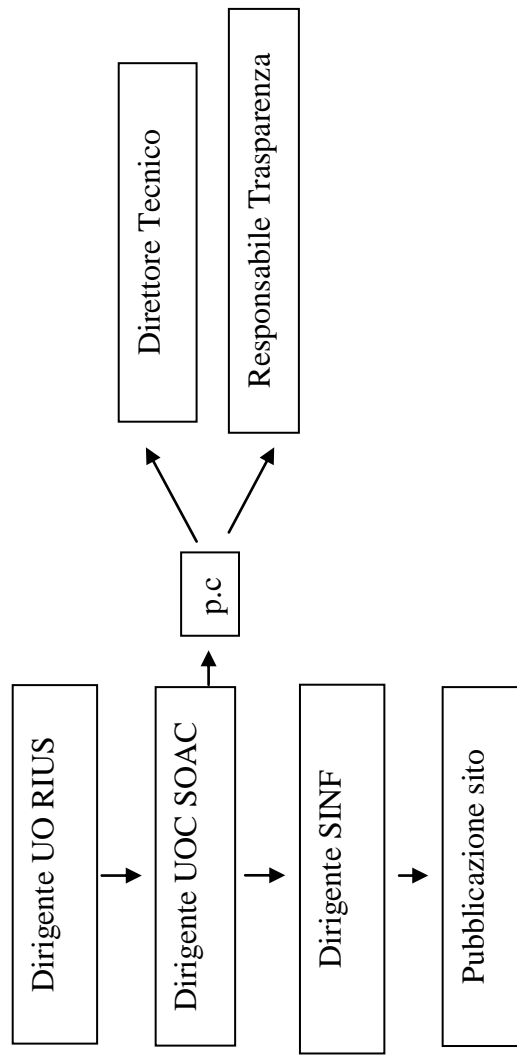 Dirigente UO RIUS
Dirigente UOC SOAC
p.c
Direttore Tecnico
Responsabile Trasparenza
Dirigente SINF
Pubblicazione sito